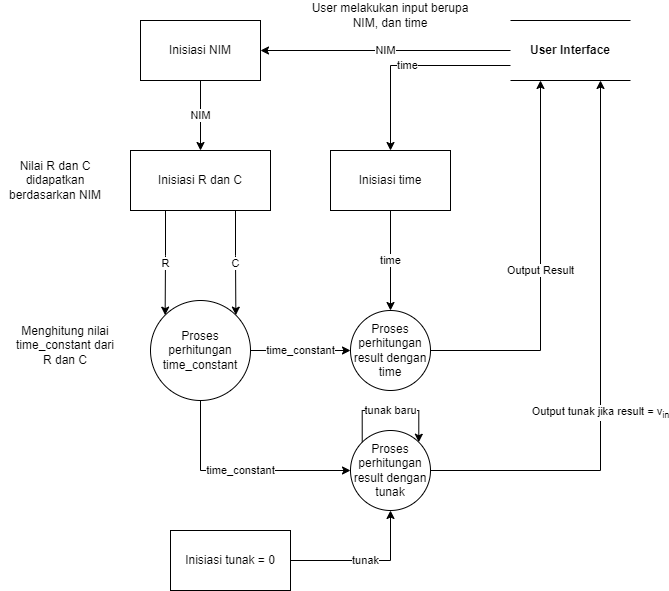 User melakukan input berupa
NIM, dan time
Inisiasi NIM
NIM
User Interface
time
NIM
Nilai R dan C
didapatkan
berdasarkan NIM
Inisiasi R dan C
Inisiasi time
R
C
time
Output Result
Menghitung nilai
time_constant dari
R dan C
Proses
perhitungan
time_constant
time_constant
Proses
perhitungan
result dengan
time
tunak baru
Output tunak jika result = v_in
Proses
perhitungan
result dengan
tunak
time_constant
Inisiasi tunak = 0
tunak